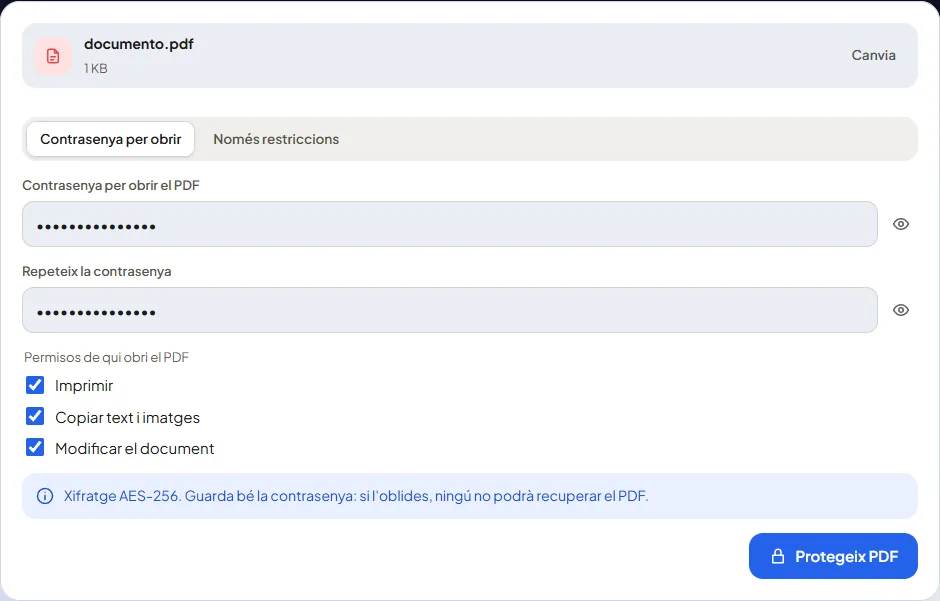 documento.pdf
1 KB
Canvia
Contrasenya per obrir
Només restriccions
Contrasenya per obrir el PDF
•••••••••••••••
Repeteix la contrasenya
•••••••••••••••
Permisos de qui obri el PDF
Imprimir
Copiar text i imatges
Modificar el document
Xifratge AES-256. Guarda bé la contrasenya: si l'oblides, ningú no podrà recuperar el PDF.
Protegeix PDF